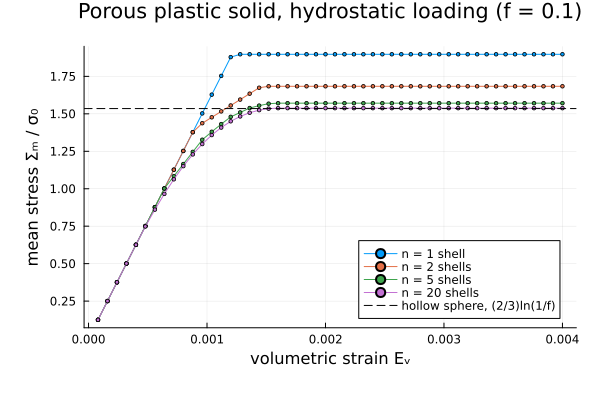 Porous plastic solid, hydrostatic loading (f = 0.1)
mean stress Σₘ / σ₀
1.75
1.50
1.25
1.00
0.75
0.50
0.25
n = 1 shell
n = 2 shells
n = 5 shells
n = 20 shells
hollow sphere, (2/3)ln(1/f)
0.000 0.001 0.002 0.003 0.004
volumetric strain Eᵥ